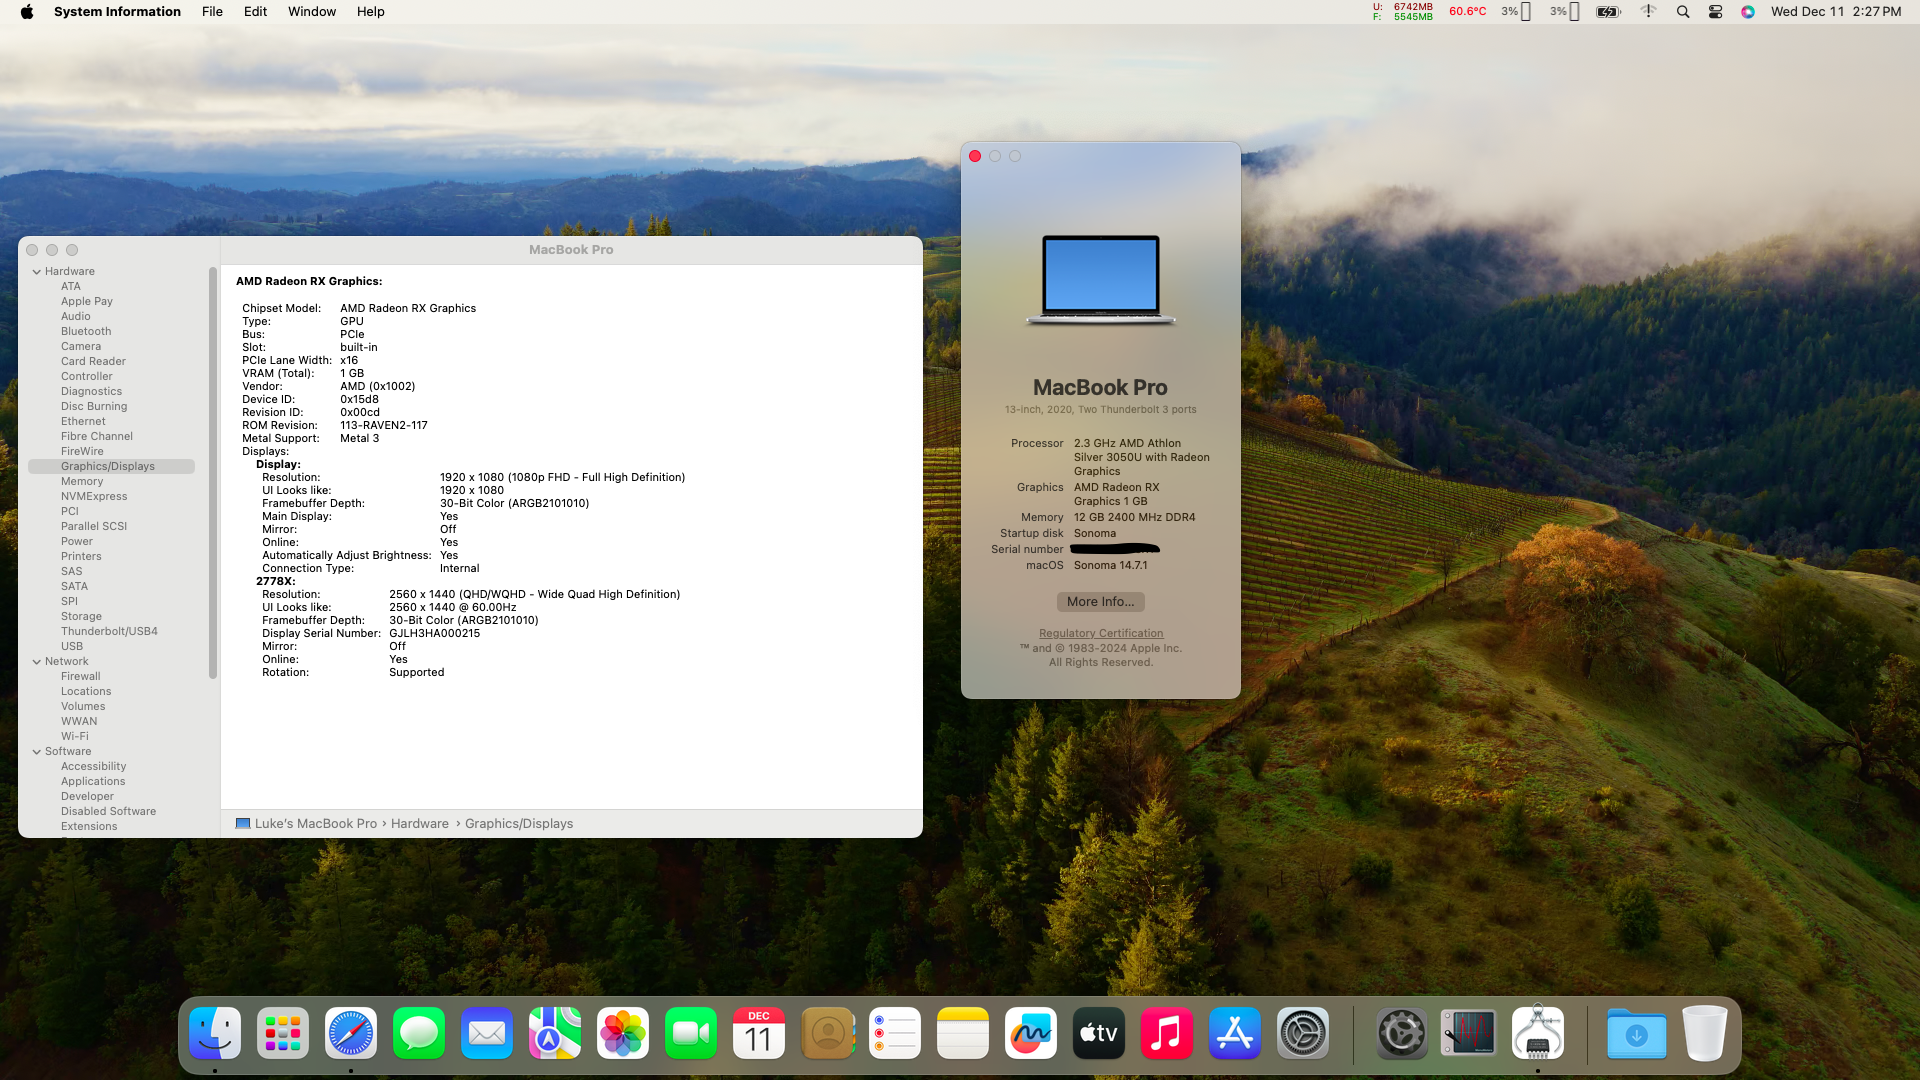 System Information File Edit Window Help
U: 6742MB
F: 5545MB
60.6°C 3% 3% Wed Dec 11 2:27 PM
MacBook Pro
Hardware
ATA
Apple Pay
Audio
Bluetooth
Camera
Card Reader
Controller
Diagnostics
Disc Burning
Ethernet
Fibre Channel
FireWire
Graphics/Displays
Memory
NVMExpress
PCI
Parallel SCSI
Power
Printers
SAS
SATA
SPI
Storage
Thunderbolt/USB4
USB
Network
Firewall
Locations
Volumes
WWAN
Wi-Fi
Software
Accessibility
Applications
Developer
Disabled Software
Extensions
AMD Radeon RX Graphics:
Chipset Model: AMD Radeon RX Graphics
Type: GPU
Bus: PCIe
Slot: built-in
PCIe Lane Width: x16
VRAM (Total): 1 GB
Vendor: AMD (0x1002)
Device ID: 0x15d8
Revision ID: 0x00cd
ROM Revision: 113-RAVEN2-117
Metal Support: Metal 3
Displays:
Display:
Resolution: 1920 x 1080 (1080p FHD - Full High Definition)
UI Looks like: 1920 x 1080
Framebuffer Depth: 30-Bit Color (ARGB2101010)
Main Display: Yes
Mirror: Off
Online: Yes
Automatically Adjust Brightness: Yes
Connection Type: Internal
2778X:
Resolution: 2560 x 1440 (QHD/WQHD - Wide Quad High Definition)
UI Looks like: 2560 x 1440 @ 60.00Hz
Framebuffer Depth: 30-Bit Color (ARGB2101010)
Display Serial Number: GJLH3HA000215
Mirror: Off
Online: Yes
Rotation: Supported
Luke's MacBook Pro › Hardware › Graphics/Displays
MacBook Pro
13-inch, 2020, Two Thunderbolt 3 ports
Processor 2.3 GHz AMD Athlon
Silver 3050U with Radeon
Graphics
Graphics AMD Radeon RX
Graphics 1 GB
Memory 12 GB 2400 MHz DDR4
Startup disk Sonoma
Serial number
macOS Sonoma 14.7.1
More Info...
Regulatory Certification
™ and © 1983-2024 Apple Inc.
All Rights Reserved.
DEC
11
tv